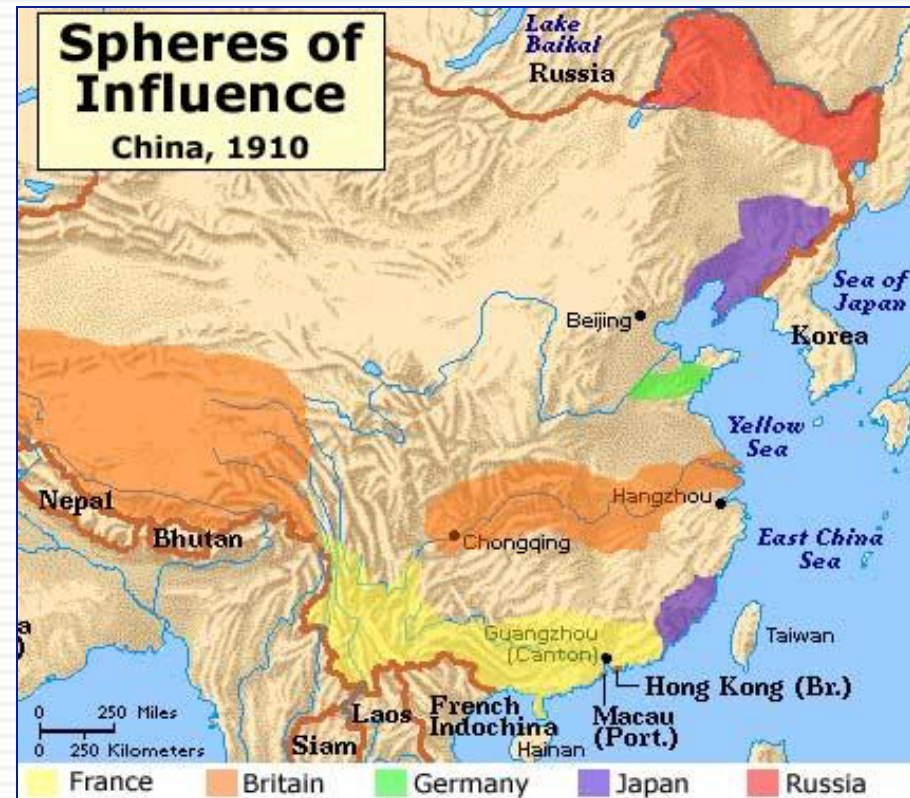 Spheres of
Influence
China, 1910
Lake
Baikal
Russia
Sea of
Japan
Beijing
Korea
Yellow
Sea
Nepal
Hangzhou
Bhutan
Chongqing
East China
Sea
Guangzhou
(Canton)
Taiwan
Hong Kong (Br.)
Laos
French
Indochina
Macau
(Port.)
Siam
Hainan
0 250 Miles
0 250 Kilometers
France
Britain
Germany
Japan
Russia